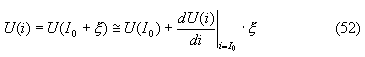 U(i) = U(I₀ + ξ) ≅ U(I₀) + dU(i)/di |ᵢ₌I₀ · ξ (52)